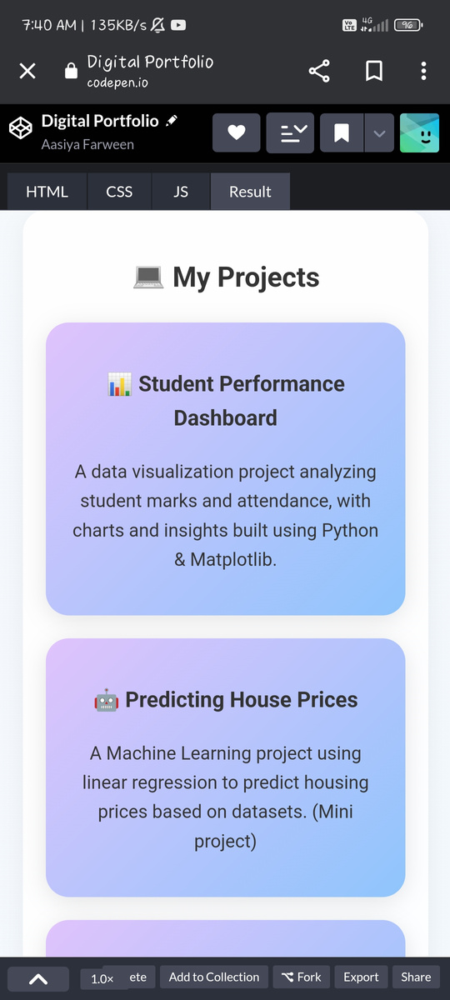 7:40 AM | 135KB/s
Vo LTE 4G 96
Digital Portfolio
codepen.io
Digital Portfolio
Aasiya Farween
HTML CSS JS Result
💻 My Projects
📊 Student Performance
Dashboard
A data visualization project analyzing
student marks and attendance, with
charts and insights built using Python
& Matplotlib.
🤖 Predicting House Prices
A Machine Learning project using
linear regression to predict housing
prices based on datasets. (Mini
project)
1.0× ete Add to Collection Fork Export Share